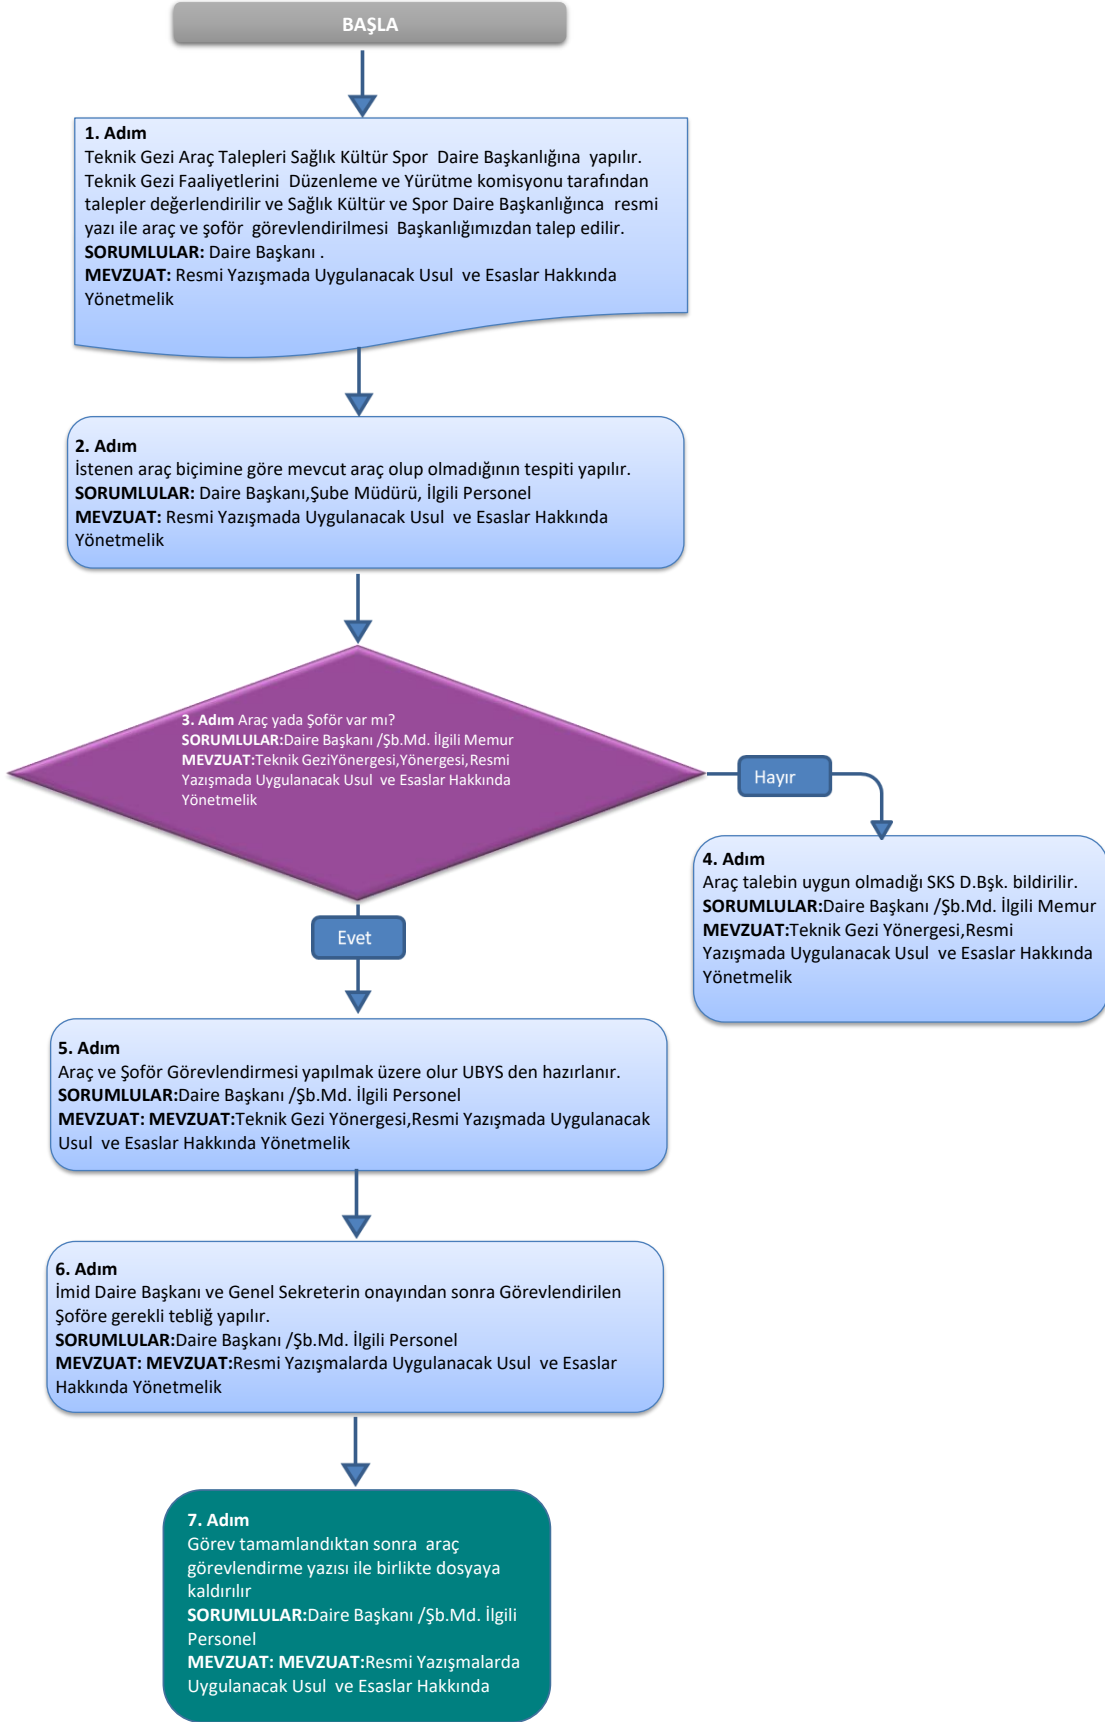 BAŞLA
1. Adım
Teknik Gezi Araç Talepleri Sağlık Kültür Spor  Daire Başkanlığına  yapılır.
Teknik Gezi Faaliyetlerini  Düzenleme ve Yürütme komisyonu tarafından
talepler değerlendirilir ve Sağlık Kültür ve Spor Daire Başkanlığınca  resmi
yazı ile araç ve şoför  görevlendirilmesi  Başkanlığımızdan talep edilir.
SORUMLULAR: Daire Başkanı .
MEVZUAT: Resmi Yazışmada Uygulanacak Usul  ve Esaslar Hakkında
Yönetmelik
2. Adım
İstenen araç biçimine göre mevcut araç olup olmadığının tespiti yapılır.
SORUMLULAR: Daire Başkanı,Şube Müdürü, İlgili Personel
MEVZUAT: Resmi Yazışmada Uygulanacak Usul  ve Esaslar Hakkında
Yönetmelik
3. Adım Araç yada Şoför var mı?
SORUMLULAR:Daire Başkanı /Şb.Md. İlgili Memur
MEVZUAT:Teknik GeziYönergesi,Yönergesi,Resmi
Yazışmada Uygulanacak Usul  ve Esaslar Hakkında
Yönetmelik
Hayır
4. Adım
Araç talebin uygun olmadığı SKS D.Bşk. bildirilir.
SORUMLULAR:Daire Başkanı /Şb.Md. İlgili Memur
MEVZUAT:Teknik Gezi Yönergesi,Resmi
Yazışmada Uygulanacak Usul  ve Esaslar Hakkında
Yönetmelik
Evet
5. Adım
Araç ve Şoför Görevlendirmesi yapılmak üzere olur UBYS den hazırlanır.
SORUMLULAR:Daire Başkanı /Şb.Md. İlgili Personel
MEVZUAT: MEVZUAT:Teknik Gezi Yönergesi,Resmi Yazışmada Uygulanacak
Usul  ve Esaslar Hakkında Yönetmelik
6. Adım
İmid Daire Başkanı ve Genel Sekreterin onayından sonra Görevlendirilen
Şoföre gerekli tebliğ yapılır.
SORUMLULAR:Daire Başkanı /Şb.Md. İlgili Personel
MEVZUAT: MEVZUAT:Resmi Yazışmalarda Uygulanacak Usul  ve Esaslar
Hakkında Yönetmelik
7. Adım
Görev tamamlandıktan sonra  araç
görevlendirme yazısı ile birlikte dosyaya
kaldırılır
SORUMLULAR:Daire Başkanı /Şb.Md. İlgili
Personel
MEVZUAT: MEVZUAT:Resmi Yazışmalarda
Uygulanacak Usul  ve Esaslar Hakkında